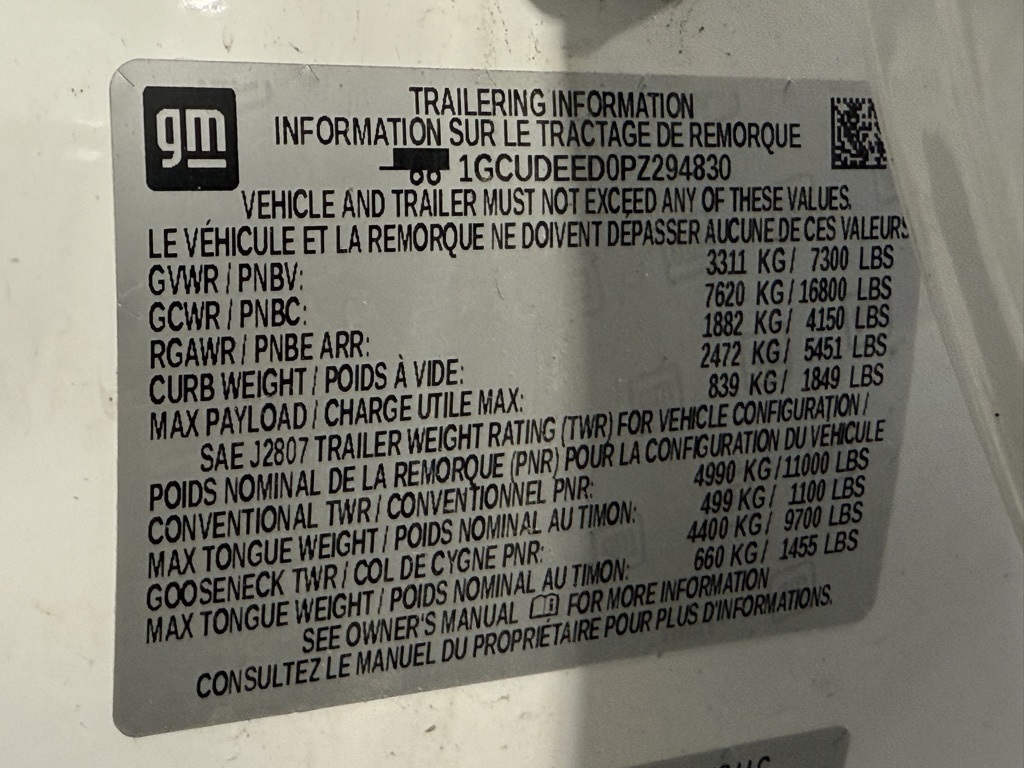 gm
TRAILERING INFORMATION
INFORMATION SUR LE TRACTAGE DE REMORQUE
1GCUDEED0PZ294830
VEHICLE AND TRAILER MUST NOT EXCEED ANY OF THESE VALUES.
LE VÉHICULE ET LA REMORQUE NE DOIVENT DÉPASSER AUCUNE DE CES VALEURS
GVWR / PNBV: 3311 KG/ 7300 LBS
GCWR / PNBC: 7620 KG/16800 LBS
RGAWR / PNBE ARR: 1882 KG/ 4150 LBS
CURB WEIGHT / POIDS À VIDE: 2472 KG/ 5451 LBS
MAX PAYLOAD / CHARGE UTILE MAX: 839 KG/ 1849 LBS
SAE J2807 TRAILER WEIGHT RATING (TWR) FOR VEHICLE CONFIGURATION /
POIDS NOMINAL DE LA REMORQUE (PNR) POUR LA CONFIGURATION DU VÉHICULE
CONVENTIONAL TWR / CONVENTIONNEL PNR: 4990 KG/11000 LBS
MAX TONGUE WEIGHT / POIDS NOMINAL AU TIMON: 499 KG/ 1100 LBS
GOOSENECK TWR / COL DE CYGNE PNR: 4400 KG/ 9700 LBS
MAX TONGUE WEIGHT / POIDS NOMINAL AU TIMON: 660 KG/ 1455 LBS
SEE OWNER'S MANUAL FOR MORE INFORMATION
CONSULTEZ LE MANUEL DU PROPRIÉTAIRE POUR PLUS D'INFORMATIONS.